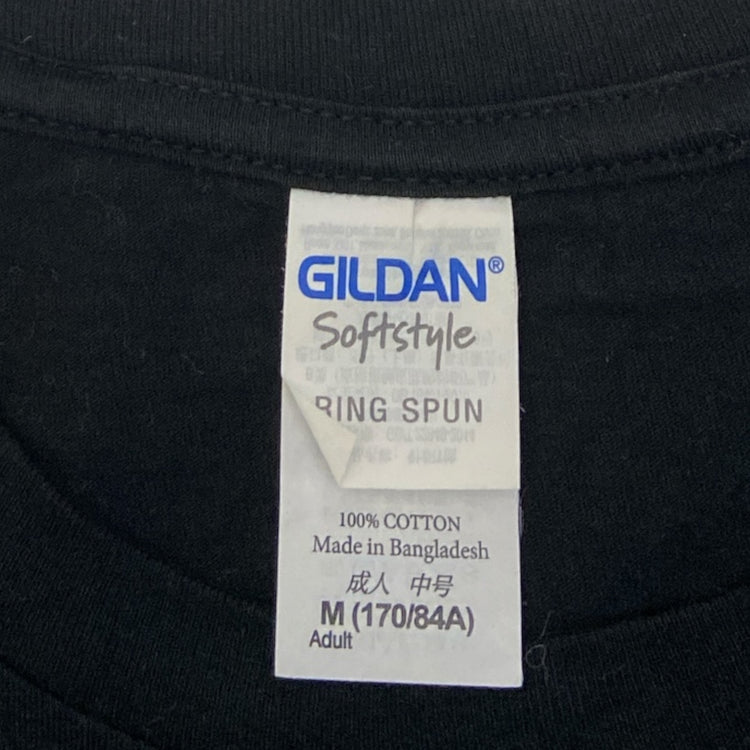 GILDAN®
Softstyle
RING SPUN
100% COTTON
Made in Bangladesh
成人 中号
M (170/84A)
Adult